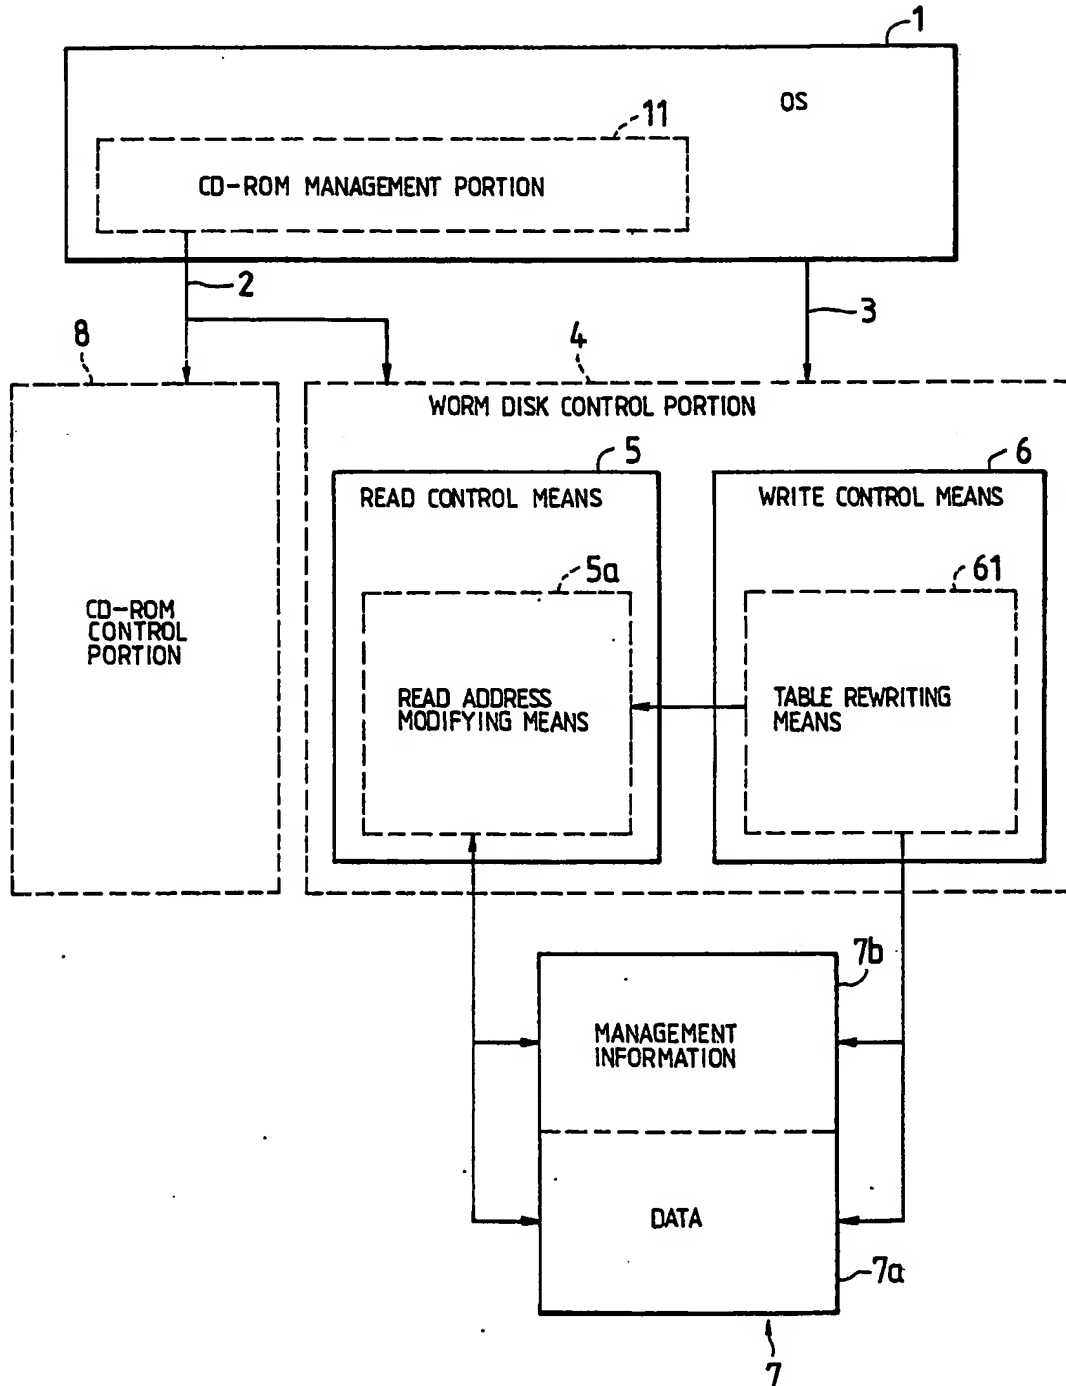 1
OS
11
CD-ROM MANAGEMENT PORTION
2
3
8
4
WORM DISK CONTROL PORTION
5
6
READ CONTROL MEANS
WRITE CONTROL MEANS
5a
61
CD-ROM
CONTROL
PORTION
READ ADDRESS
MODIFYING MEANS
TABLE REWRITING
MEANS
7b
MANAGEMENT
INFORMATION
DATA
7a
7